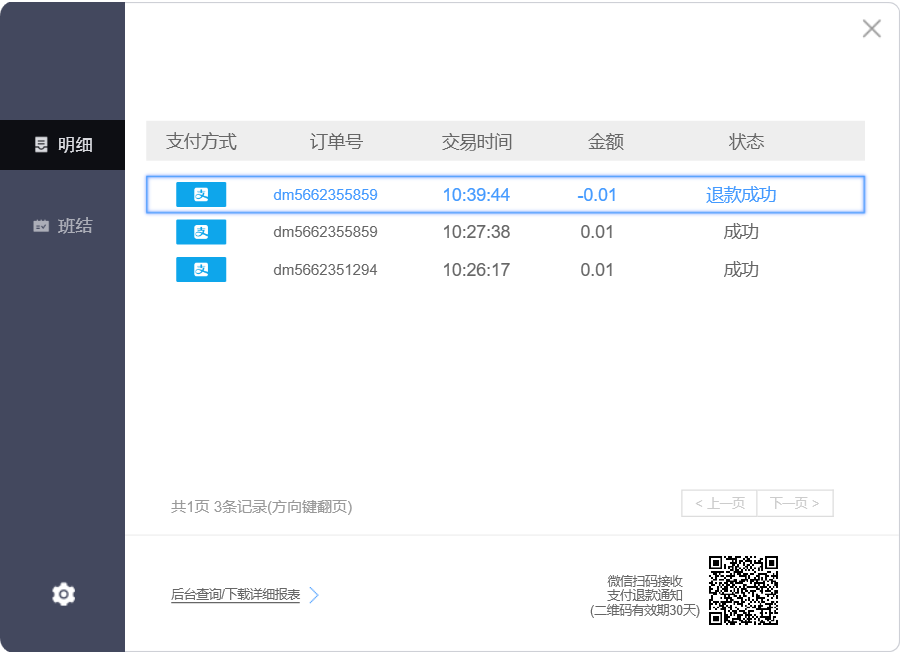 明细
班结
支付方式 订单号 交易时间 金额 状态
支 dm5662355859 10:39:44 -0.01 退款成功
支 dm5662355859 10:27:38 0.01 成功
支 dm5662351294 10:26:17 0.01 成功
共1页 3条记录(方向键翻页)
< 上一页 下一页 >
后台查询/下载详细报表
微信扫码接收
支付退款通知
(二维码有效期30天)